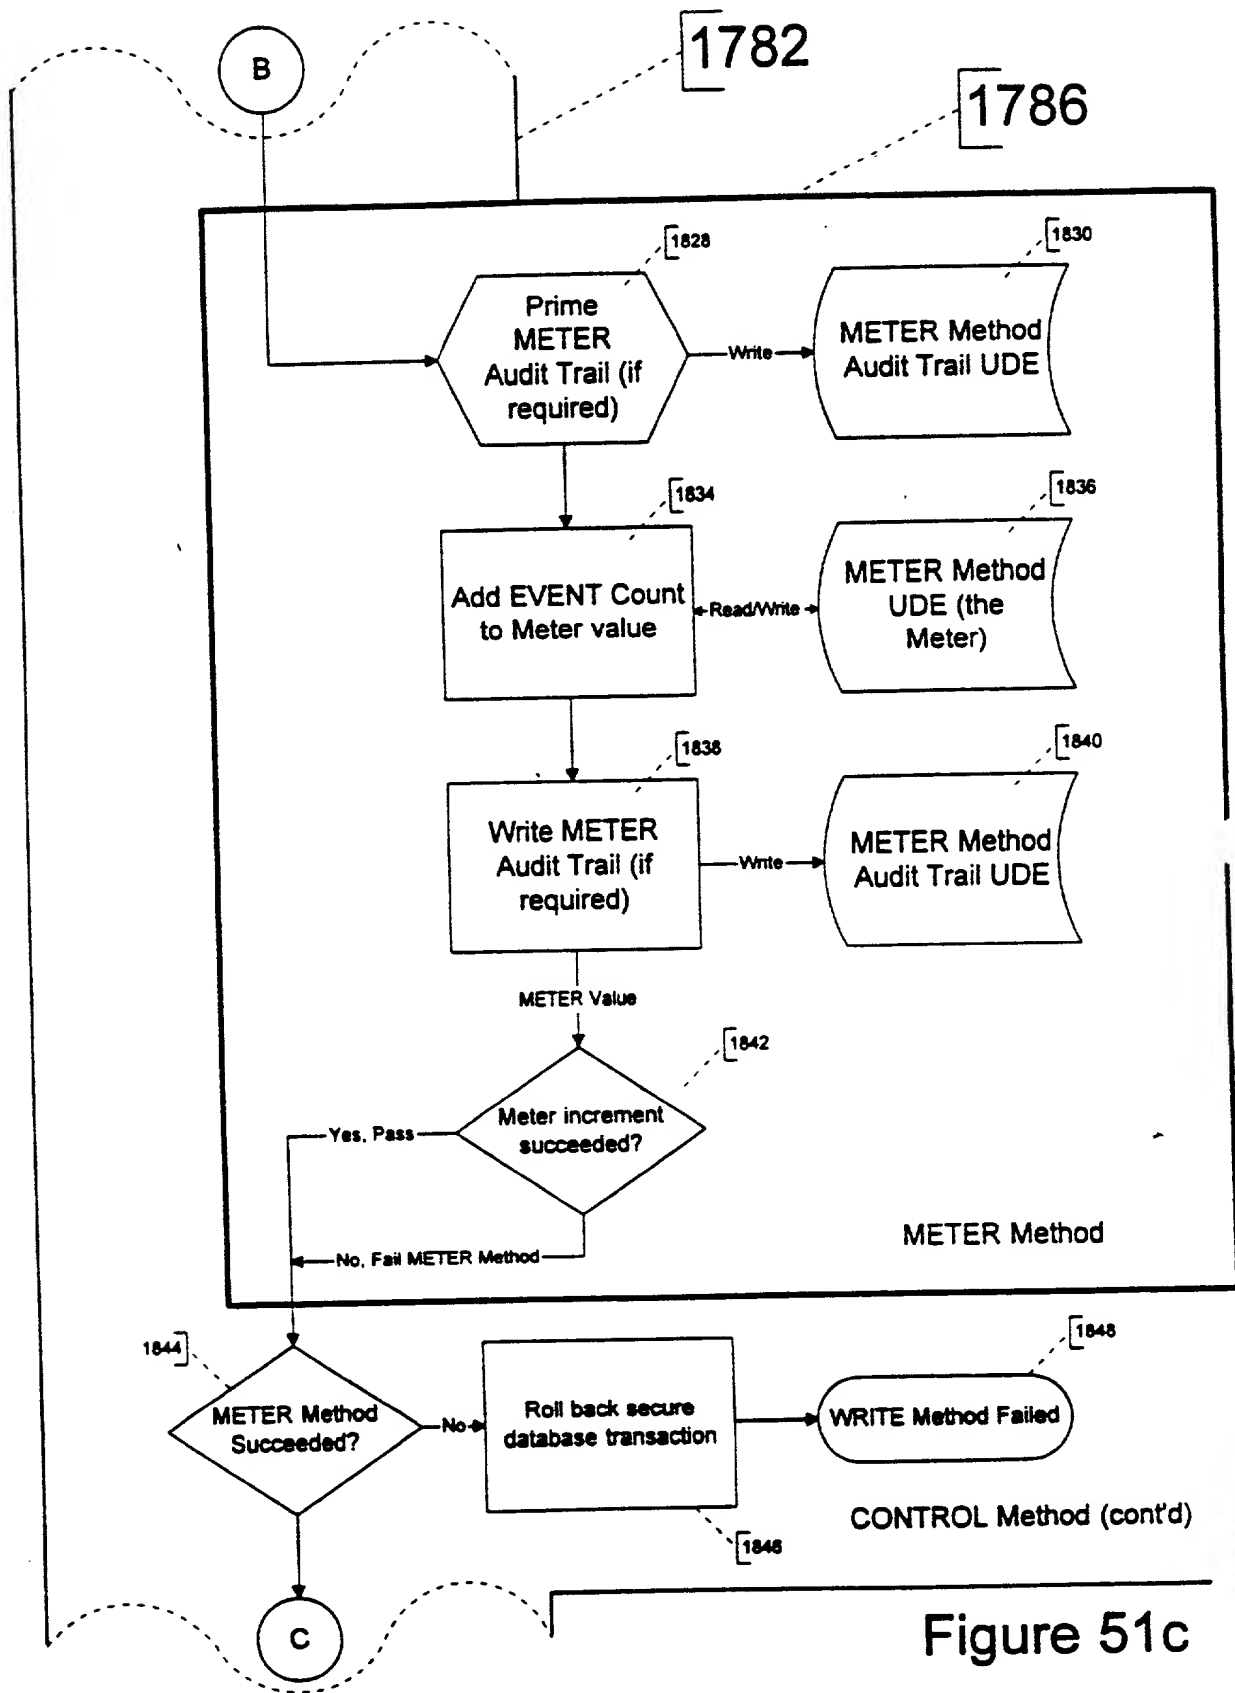 B
1782
1786
1828
1830
Prime
METER
Audit Trail (if
required)
Write
METER Method
Audit Trail UDE
1834
1836
Add EVENT Count
to Meter value
Read/Write
METER Method
UDE (the
Meter)
1838
1840
Write METER
Audit Trail (if
required)
Write
METER Method
Audit Trail UDE
METER Value
1842
Meter increment
succeeded?
Yes, Pass
No, Fail METER Method
METER Method
1844
1848
METER Method
Succeeded?
No
Roll back secure
database transaction
WRITE Method Failed
1846
CONTROL Method (cont'd)
C
Figure 51c